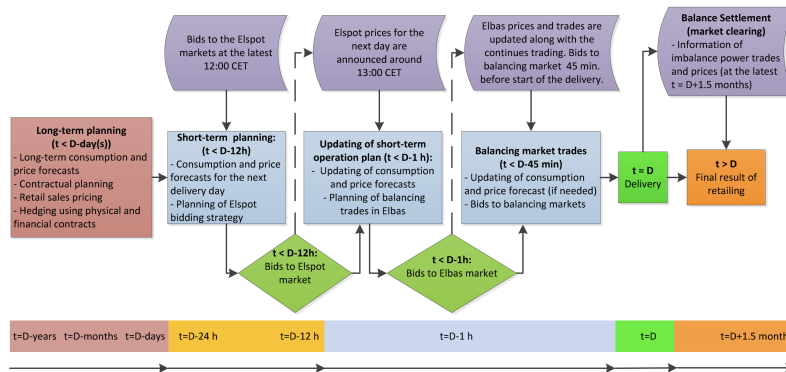 Bids to the Elspot
markets at the latest
12:00 CET
Elspot prices for the
next day are
announced around
13:00 CET
Elbas prices and trades are
updated along with the
continues trading. Bids to
balancing market 45 min.
before start of the delivery.
Balance Settlement
(market clearing)
- Information of
imbalance power trades
and prices (at the latest
t = D+1.5 months)
Long-term planning
(t < D-day(s))
- Long-term consumption and
price forecasts
- Contractual planning
- Retail sales pricing
- Hedging using physical and
financial contracts
Short-term planning:
(t < D-12h)
- Consumption and price
forecasts for the next
delivery day
- Planning of Elspot
bidding strategy
Updating of short-term
operation plan (t < D-1 h):
- Updating of consumption
and price forecasts
- Planning of balancing
trades in Elbas
Balancing market trades
(t < D-45 min)
- Updating of consumption
and price forecast (if needed)
- Bids to balancing markets
t = D
Delivery
t > D
Final result of
retailing
t < D-12h:
Bids to Elspot
market
t < D-1h:
Bids to Elbas market
t=D-years t=D-months t=D-days t=D-24 h t=D-12 h t=D-1 h t=D t=D+1.5 month